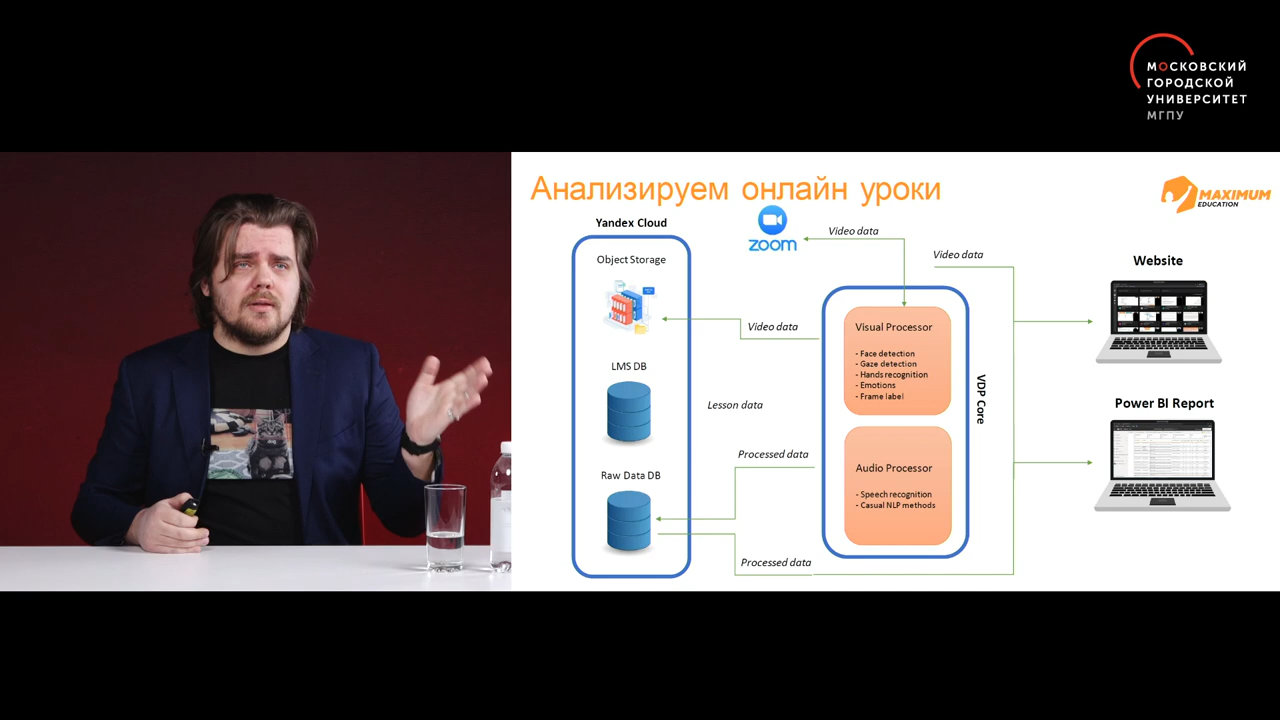 МОСКОВСКИЙ
ГОРОДСКОЙ
УНИВЕРСИТЕТ
МГПУ
Анализируем онлайн уроки
MAXIMUM
EDUCATION
Yandex Cloud
Object Storage
LMS DB
Raw Data DB
zoom
Video data
Video data
Video data
Lesson data
Processed data
Processed data
Visual Processor
- Face detection
- Gaze detection
- Hands recognition
- Emotions
- Frame label
Audio Processor
- Speech recognition
- Casual NLP methods
VDP Core
Website
Power BI Report